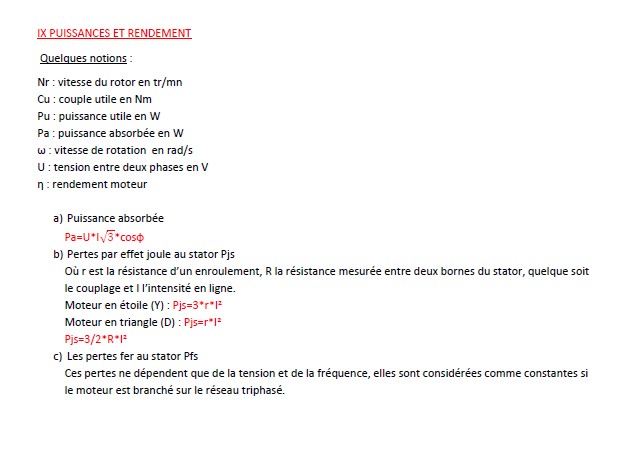 IX PUISSANCES ET RENDEMENT
Quelques notions :
Nr : vitesse du rotor en tr/mn
Cu : couple utile en Nm
Pu : puissance utile en W
Pa : puissance absorbée en W
ω : vitesse de rotation en rad/s
U : tension entre deux phases en V
η : rendement moteur
a) Puissance absorbée
Pa=U*I√3*cosϕ
b) Pertes par effet joule au stator Pjs
Où r est la résistance d’un enroulement, R la résistance mesurée entre deux bornes du stator, quelque soit
le couplage et I l’intensité en ligne.
Moteur en étoile (Y) : Pjs=3*r*I²
Moteur en triangle (D) : Pjs=r*I²
Pjs=3/2*R*I²
c) Les pertes fer au stator Pfs
Ces pertes ne dépendent que de la tension et de la fréquence, elles sont considérées comme constantes si
le moteur est branché sur le réseau triphasé.